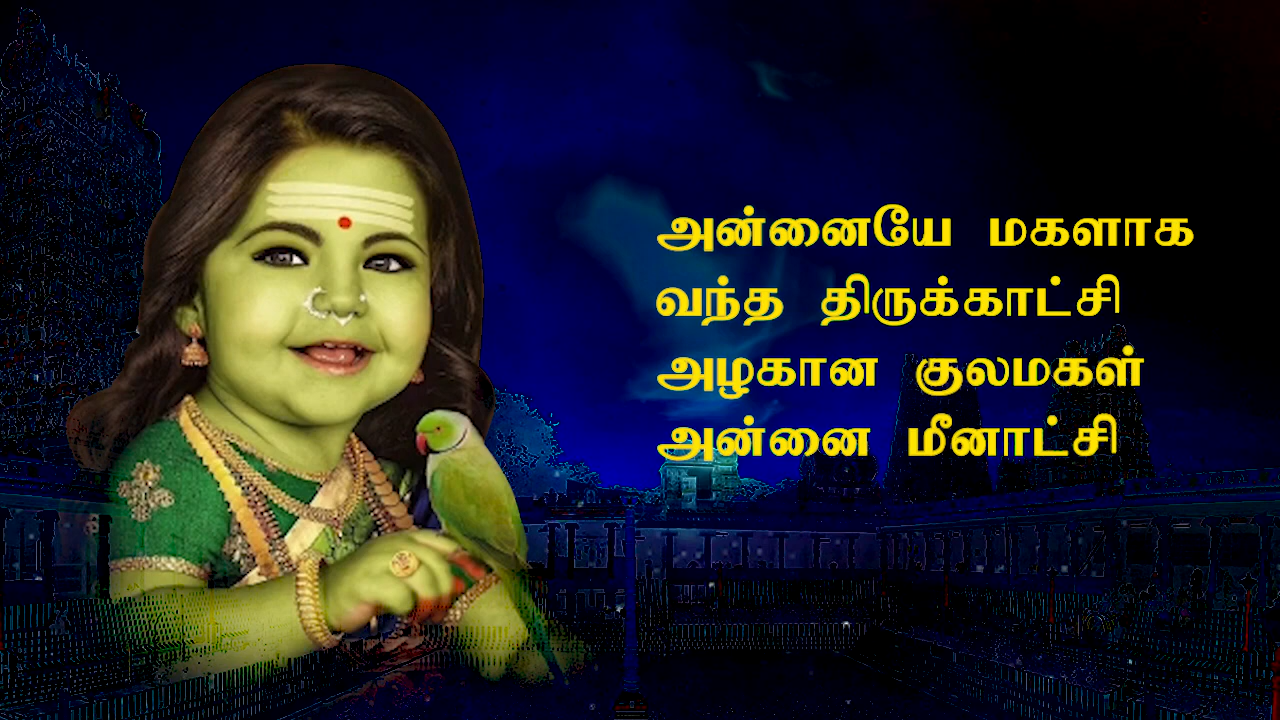 அன்னையே மகளாக
வந்த திருக்காட்சி
அழகான குலமகள்
அன்னை மீனாட்சி